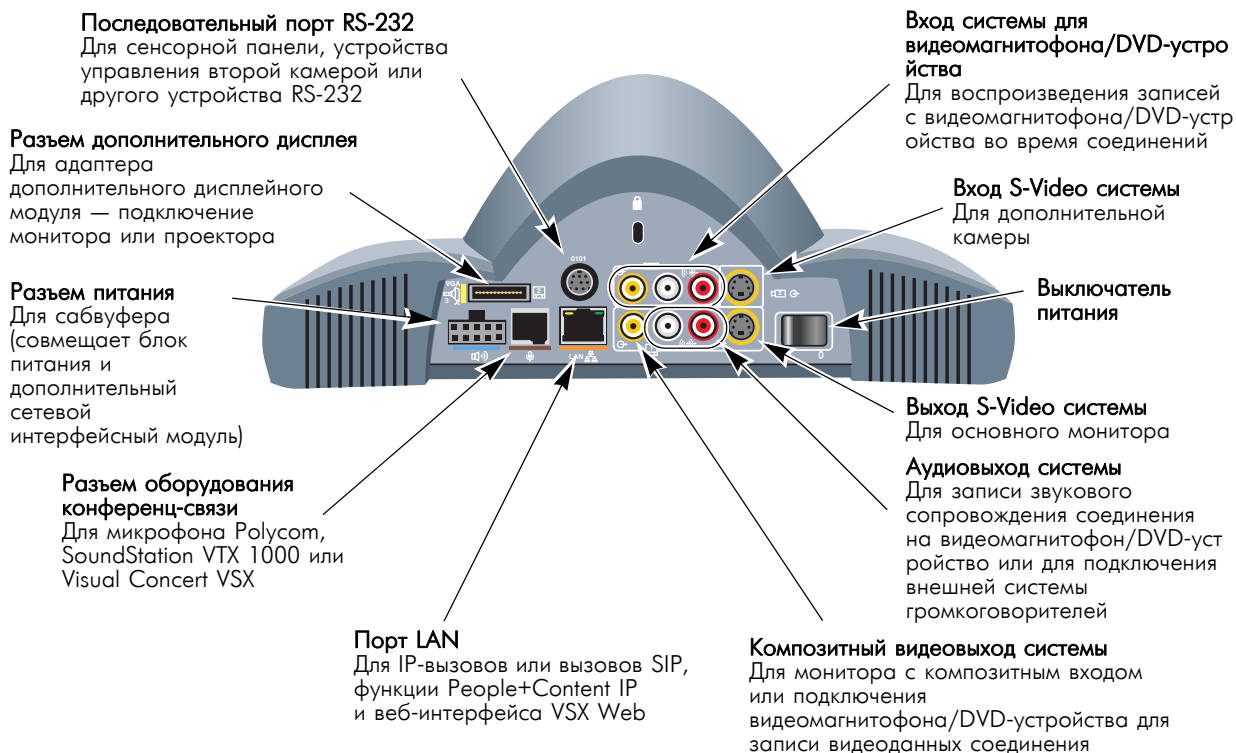 Последовательный порт RS-232
Для сенсорной панели, устройства
управления второй камерой или
другого устройства RS-232
Разъем дополнительного дисплея
Для адаптера
дополнительного дисплейного
модуля — подключение
монитора или проектора
Разъем питания
Для сабвуфера
(совмещает блок
питания и
дополнительный
сетевой
интерфейсный модуль)
Разъем оборудования
конференц-связи
Для микрофона Polycom,
SoundStation VTX 1000 или
Visual Concert VSX
Порт LAN
Для IP-вызовов или вызовов SIP,
функции People+Content IP
и веб-интерфейса VSX Web
Вход системы для
видеомагнитофона/DVD-устро
йства
Для воспроизведения записей
с видеомагнитофона/DVD-устр
ойства во время соединений
Вход S-Video системы
Для дополнительной
камеры
Выключатель
питания
Выход S-Video системы
Для основного монитора
Аудиовыход системы
Для записи звукового
сопровождения соединения
на видеомагнитофон/DVD-уст
ройство или для подключения
внешней системы
громкоговорителей
Композитный видеовыход системы
Для монитора с композитным входом
или подключения
видеомагнитофона/DVD-устройства для
записи видеоданных соединения
0101
VGA
3
2
LAN